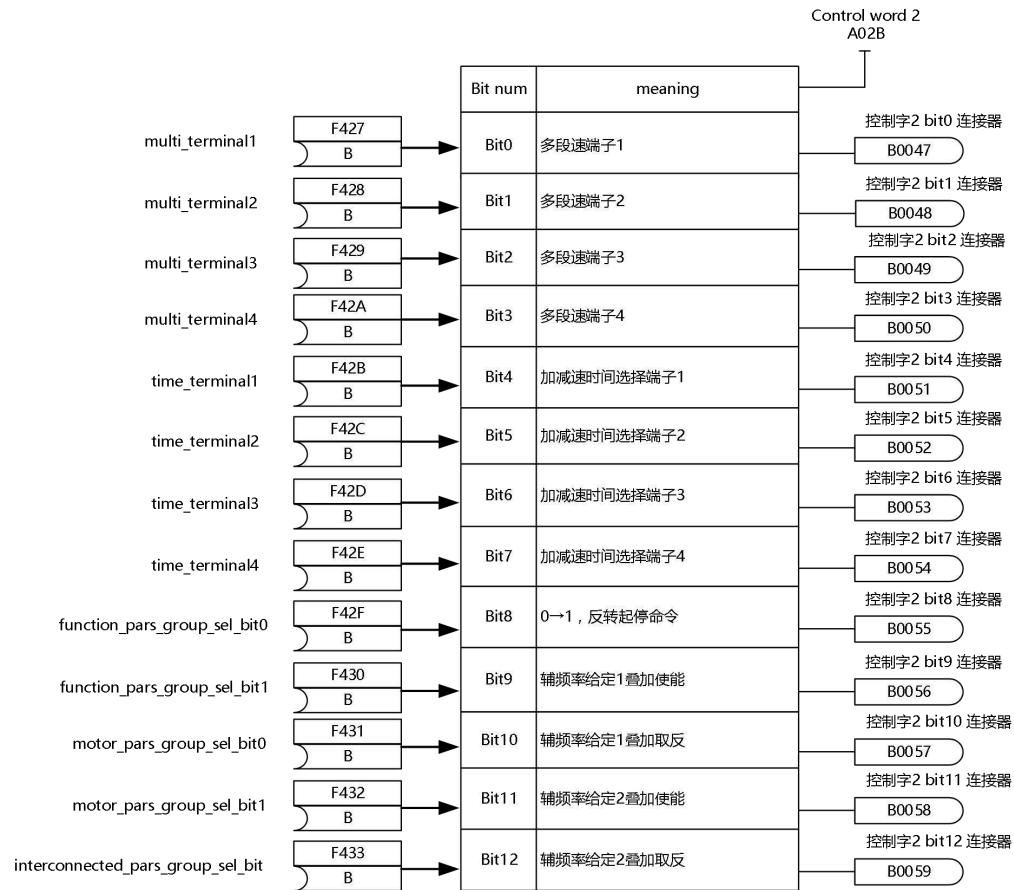 Control word 2
A02B
Bit num
meaning
multi_terminal1
F427
B
Bit0
多段速端子1
控制字2 bit0 连接器
B0047
multi_terminal2
F428
B
Bit1
多段速端子2
控制字2 bit1 连接器
B0048
multi_terminal3
F429
B
Bit2
多段速端子3
控制字2 bit2 连接器
B0049
multi_terminal4
F42A
B
Bit3
多段速端子4
控制字2 bit3 连接器
B0050
time_terminal1
F42B
B
Bit4
加减速时间选择端子1
控制字2 bit4 连接器
B0051
time_terminal2
F42C
B
Bit5
加减速时间选择端子2
控制字2 bit5 连接器
B0052
time_terminal3
F42D
B
Bit6
加减速时间选择端子3
控制字2 bit6 连接器
B0053
time_terminal4
F42E
B
Bit7
加减速时间选择端子4
控制字2 bit7 连接器
B0054
function_pars_group_sel_bit0
F42F
B
Bit8
0→1，反转起停命令
控制字2 bit8 连接器
B0055
function_pars_group_sel_bit1
F430
B
Bit9
辅频率给定1叠加使能
控制字2 bit9 连接器
B0056
motor_pars_group_sel_bit0
F431
B
Bit10
辅频率给定1叠加取反
控制字2 bit10 连接器
B0057
motor_pars_group_sel_bit1
F432
B
Bit11
辅频率给定2叠加使能
控制字2 bit11 连接器
B0058
interconnected_pars_group_sel_bit
F433
B
Bit12
辅频率给定2叠加取反
控制字2 bit12 连接器
B0059